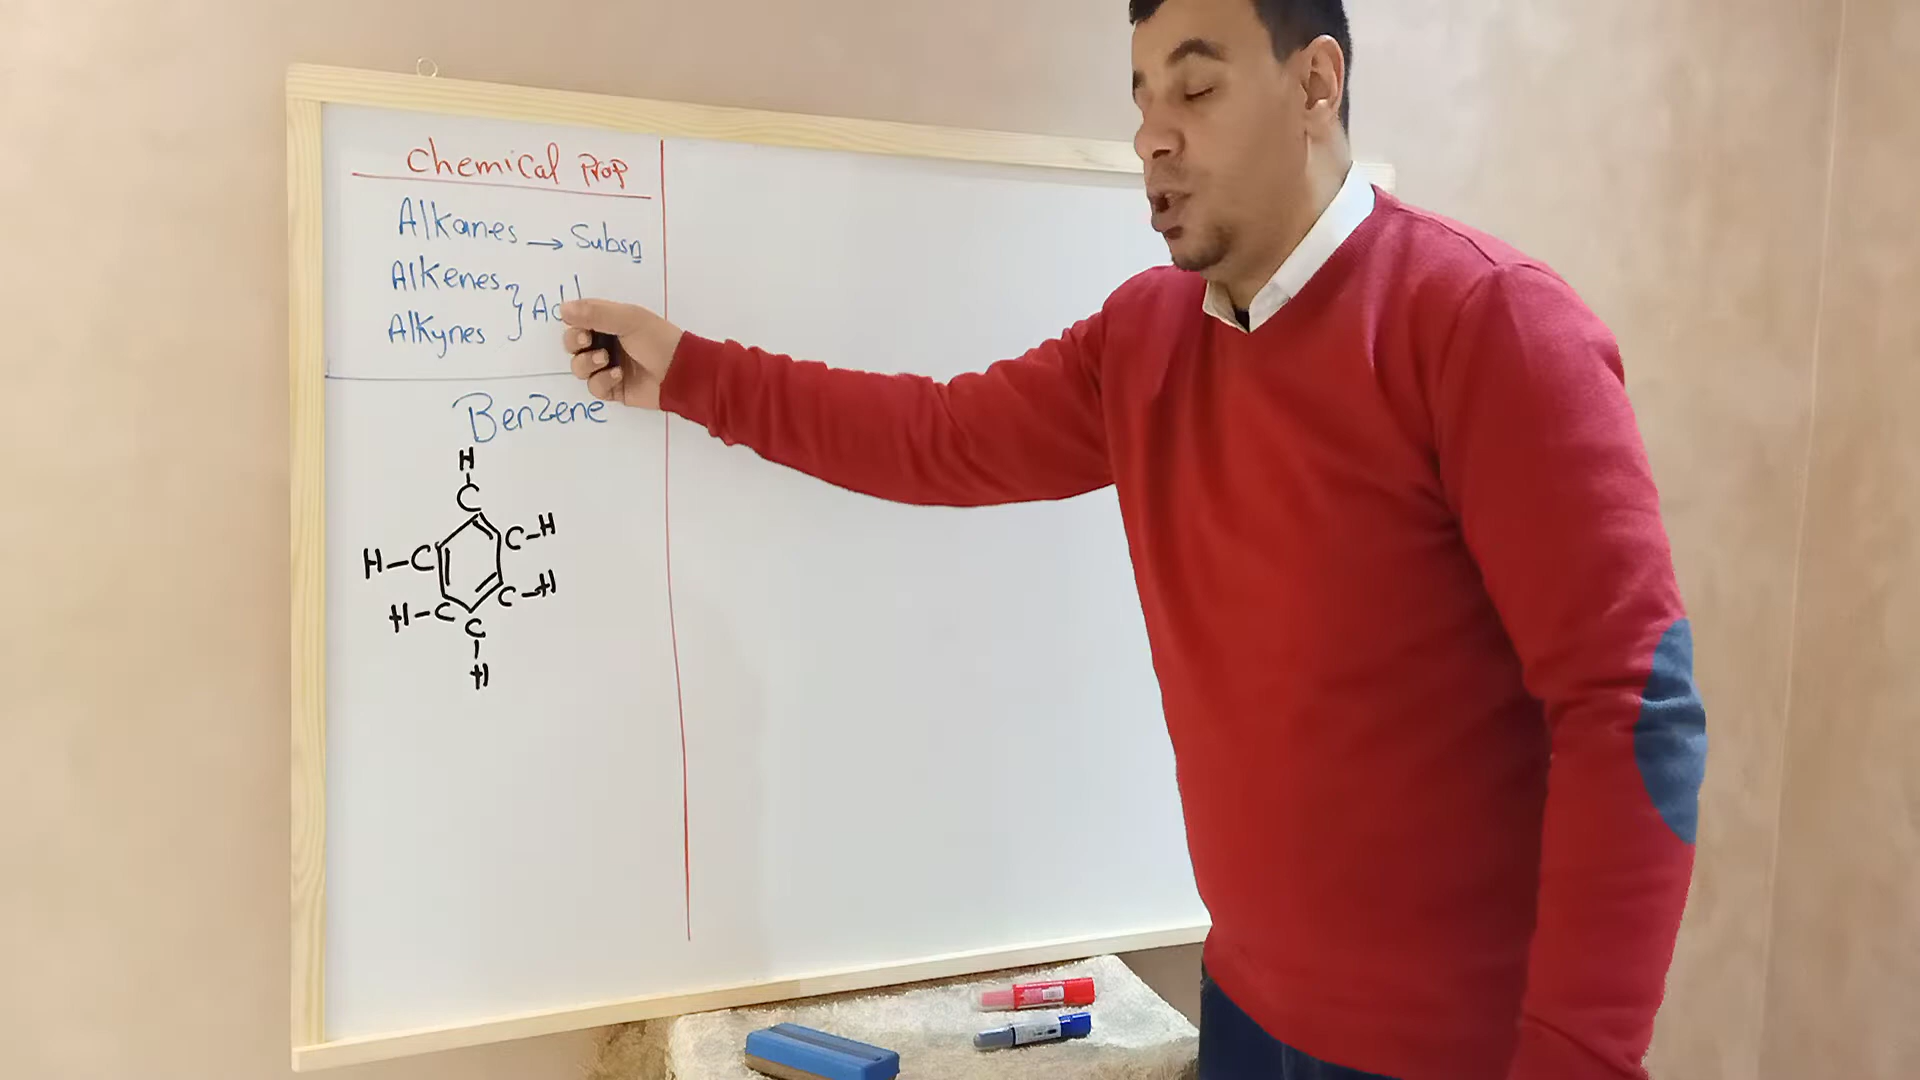 Chemical Prop
Alkanes → Subsn
Alkenes
Alkynes } Ad
Benzene
H
C
C-H
H-C
C-H
H-C
C
H